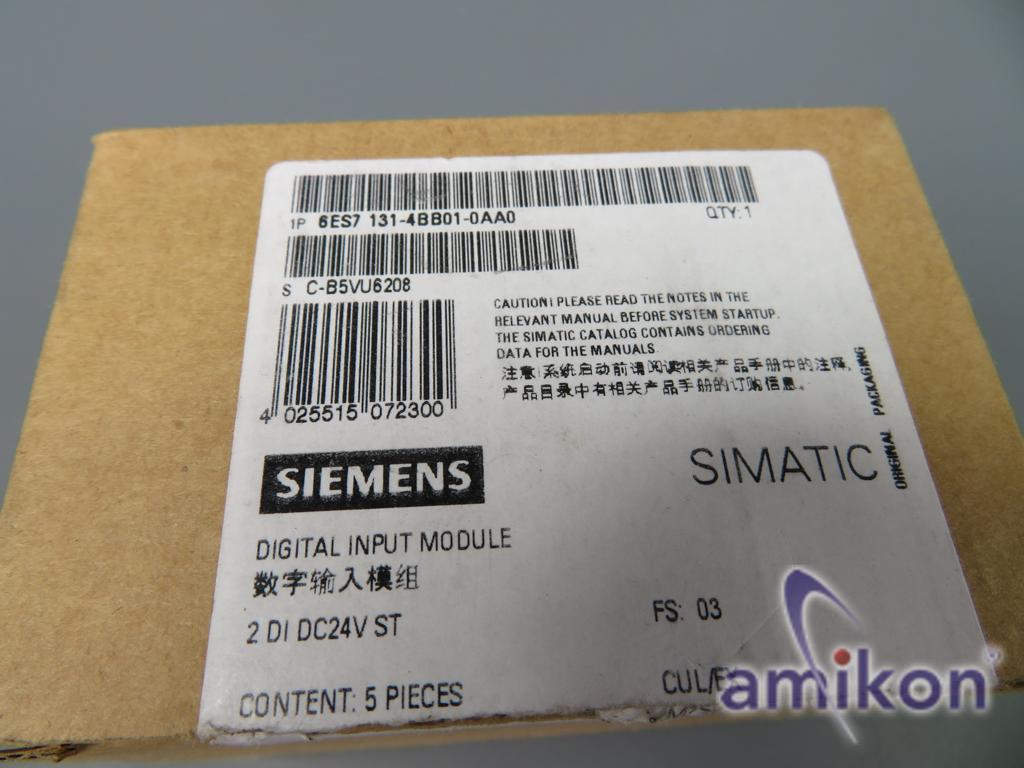 1P 6ES7 131-4BB01-0AA0
QTY: 1
S C-B5VU6208
CAUTION! PLEASE READ THE NOTES IN THE
RELEVANT MANUAL BEFORE SYSTEM STARTUP.
THE SIMATIC CATALOG CONTAINS ORDERING
DATA FOR THE MANUALS.
注意!系统启动前请阅读相关产品手册中的注释,
产品目录中有相关产品手册的订购信息。
4 025515 072300
ORIGINAL PACKAGING
SIEMENS
SIMATIC
DIGITAL INPUT MODULE
数字输入模组
2 DI DC24V ST
FS: 03
CONTENT: 5 PIECES
CUL/
amikon